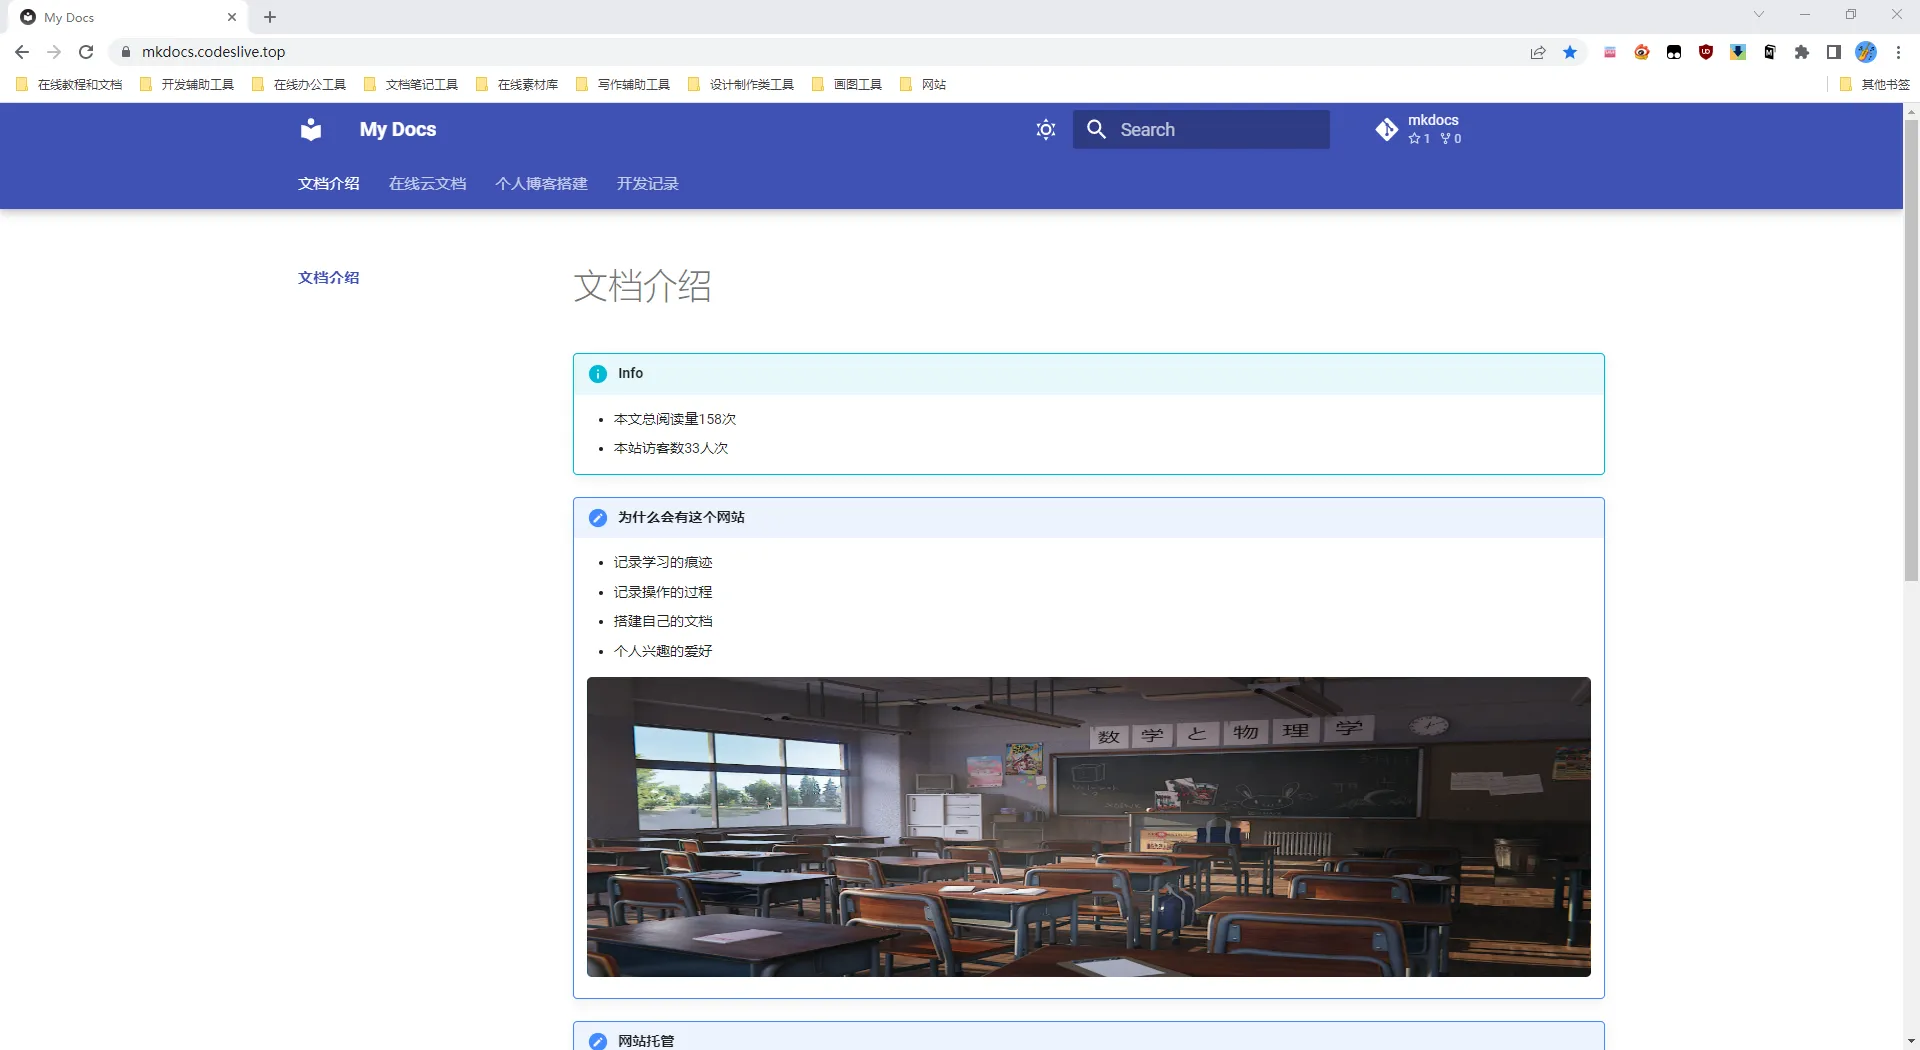 My Docs
mkdocs.codeslive.top
在线教程和文档 开发辅助工具 在线办公工具 文档笔记工具 在线素材库 写作辅助工具 设计制作类工具 画图工具 网站 其他书签
My Docs
Search
mkdocs
1 0
文档介绍 在线云文档 个人博客搭建 开发记录
文档介绍
文档介绍
Info
本文总阅读量158次
本站访客数33人次
为什么会有这个网站
记录学习的痕迹
记录操作的过程
搭建自己的文档
个人兴趣的爱好
数学と物理学
网站托管